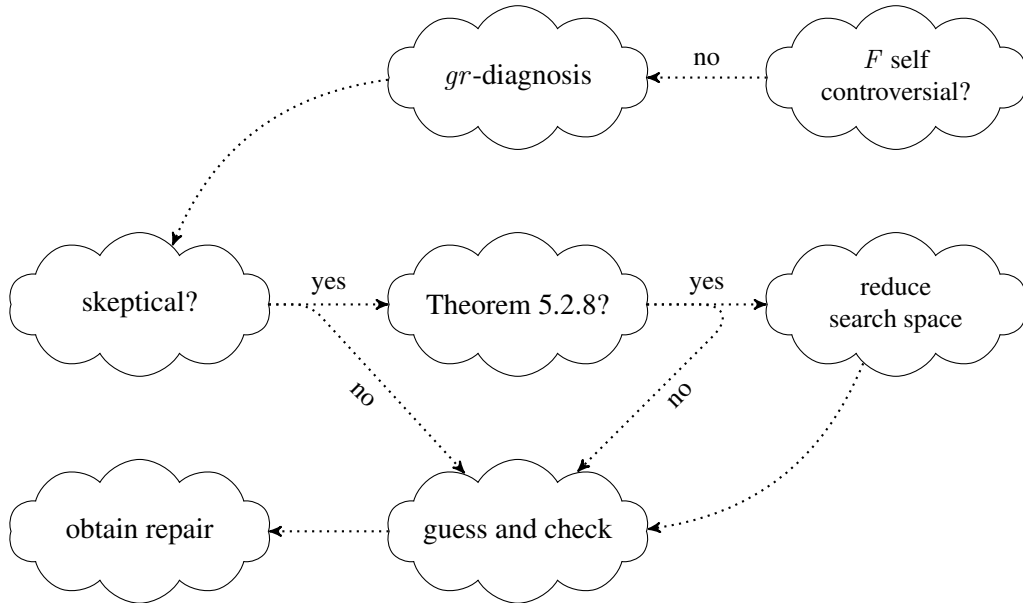 gr-diagnosis
no
F self
controversial?
skeptical?
yes
Theorem 5.2.8?
yes
reduce
search space
no
no
obtain repair
guess and check